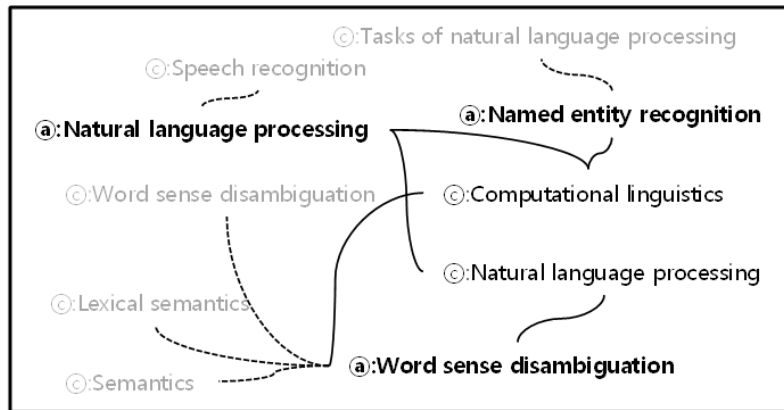 ⓒ:Tasks of natural language processing
ⓒ:Speech recognition
ⓐ:Named entity recognition
ⓐ:Natural language processing
ⓒ:Word sense disambiguation
ⓒ:Computational linguistics
ⓒ:Natural language processing
ⓒ:Lexical semantics
ⓐ:Word sense disambiguation
ⓒ:Semantics